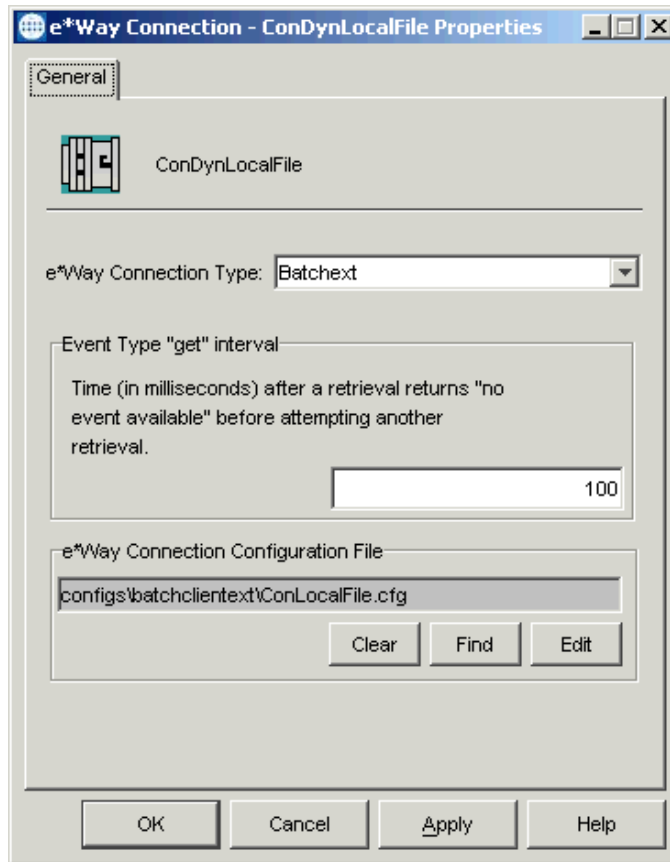 e*Way Connection - ConDynLocalFile Properties
General
ConDynLocalFile
e*Way Connection Type: Batchext
Event Type "get" interval
Time (in milliseconds) after a retrieval returns "no
event available" before attempting another
retrieval.
100
e*Way Connection Configuration File
configs\batchclientext\ConLocalFile.cfg
Clear Find Edit
OK Cancel Apply Help